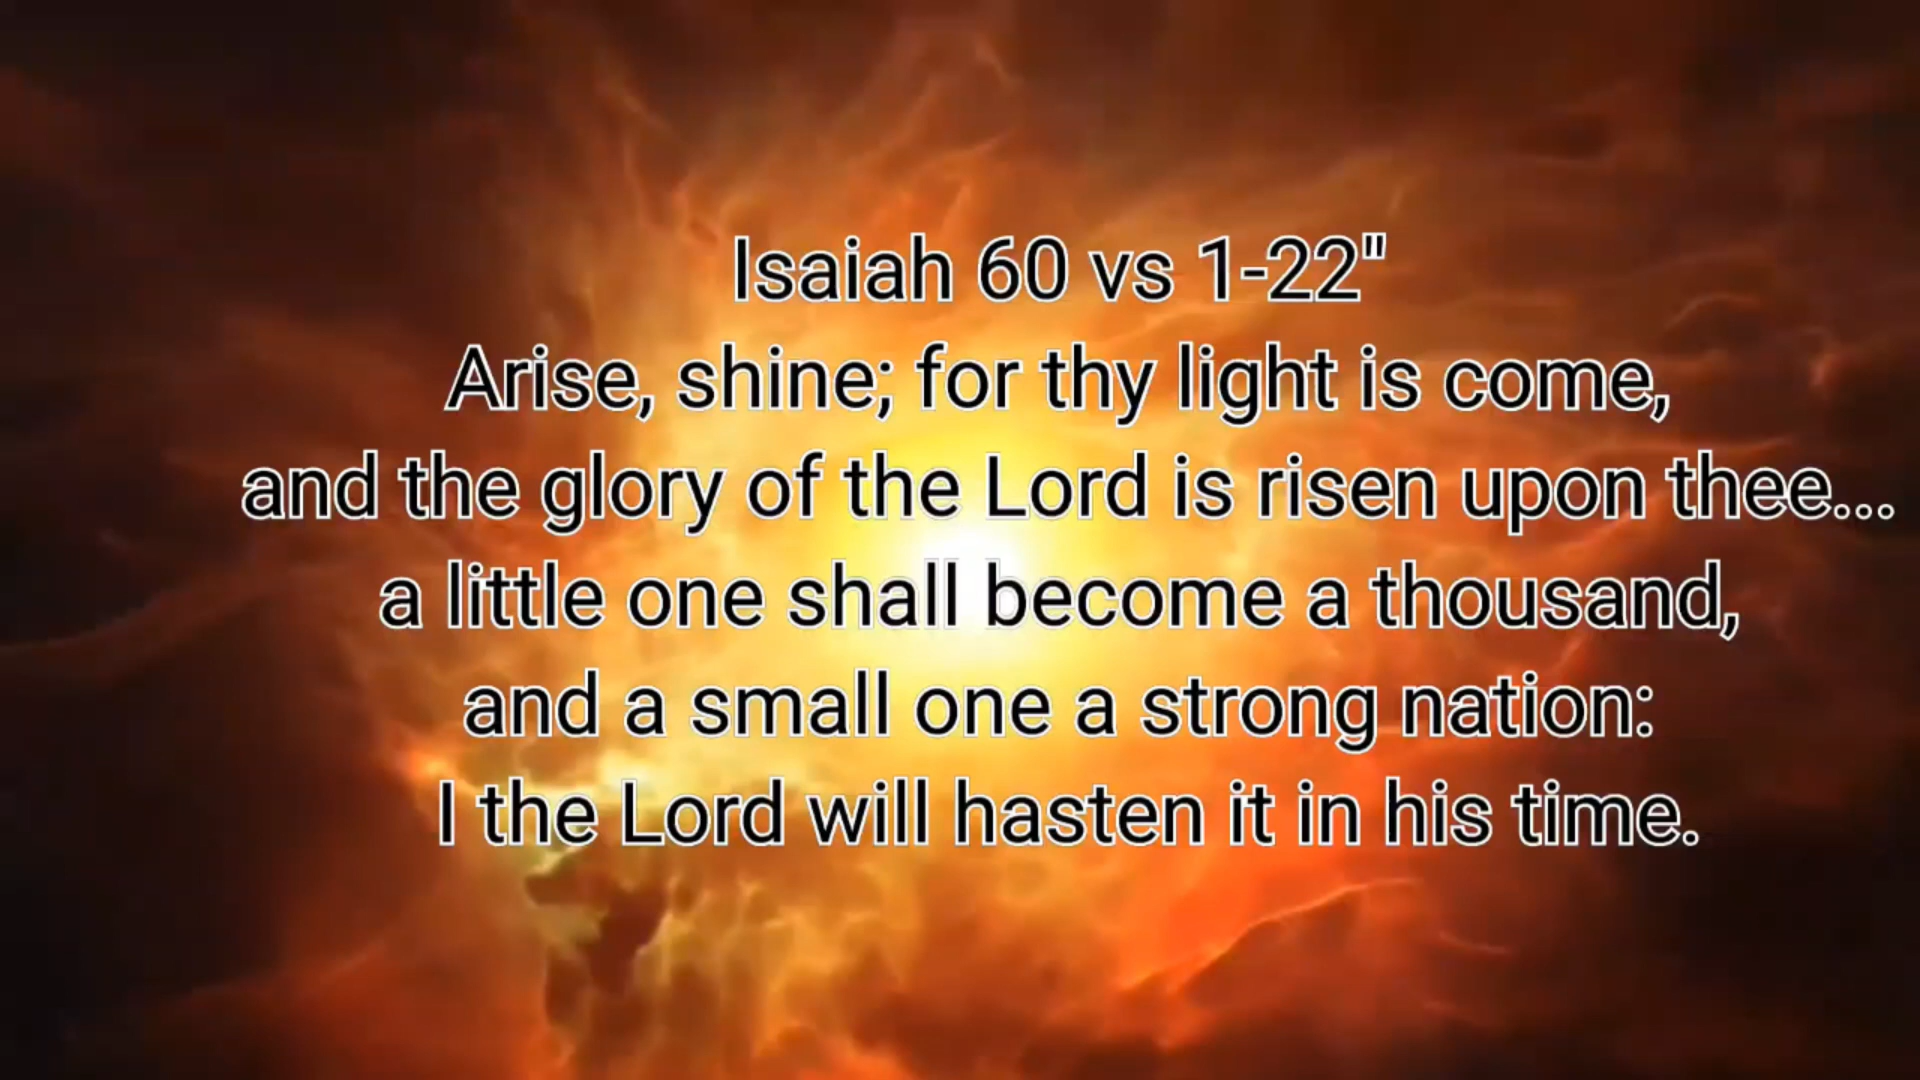 Isaiah 60 vs 1-22"
Arise, shine; for thy light is come,
and the glory of the Lord is risen upon thee...
a little one shall become a thousand,
and a small one a strong nation:
I the Lord will hasten it in his time.